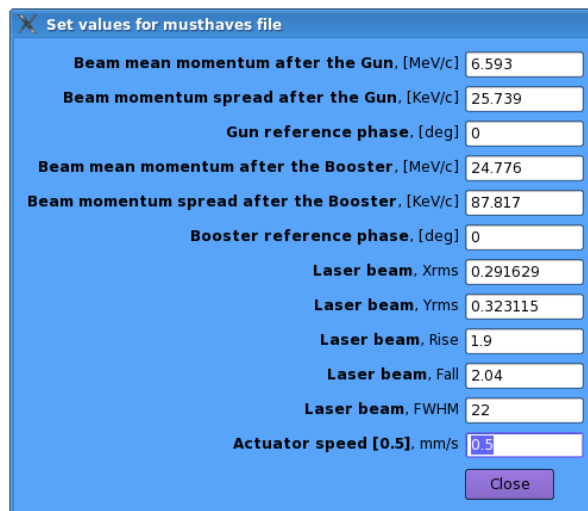 Set values for musthaves file
Beam mean momentum after the Gun, [MeV/c] 6.593
Beam momentum spread after the Gun, [KeV/c] 25.739
Gun reference phase, [deg] 0
Beam mean momentum after the Booster, [MeV/c] 24.776
Beam momentum spread after the Booster, [KeV/c] 87.817
Booster reference phase, [deg] 0
Laser beam, Xrms 0.291629
Laser beam, Yrms 0.323115
Laser beam, Rise 1.9
Laser beam, Fall 2.04
Laser beam, FWHM 22
Actuator speed [0.5], mm/s 0.5
Close